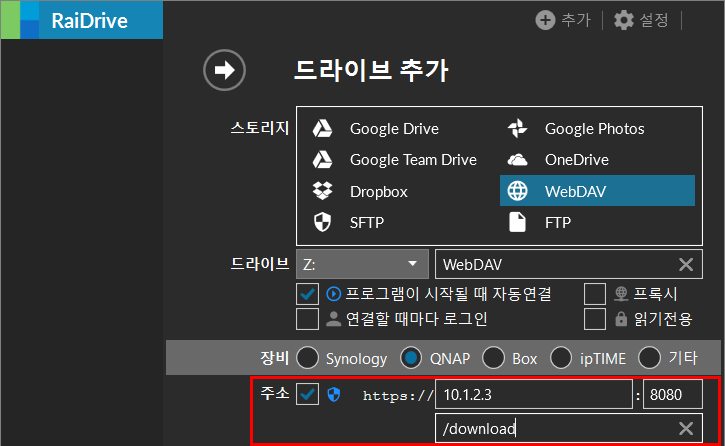 RaiDrive
추가
설정
드라이브 추가
스토리지
Google Drive
Google Photos
Google Team Drive
OneDrive
Dropbox
WebDAV
SFTP
FTP
드라이브
Z:
WebDAV
프로그램이 시작될 때 자동연결
프록시
연결할 때마다 로그인
읽기전용
장비
Synology
QNAP
Box
ipTIME
기타
주소
https://
10.1.2.3
:
8080
/download